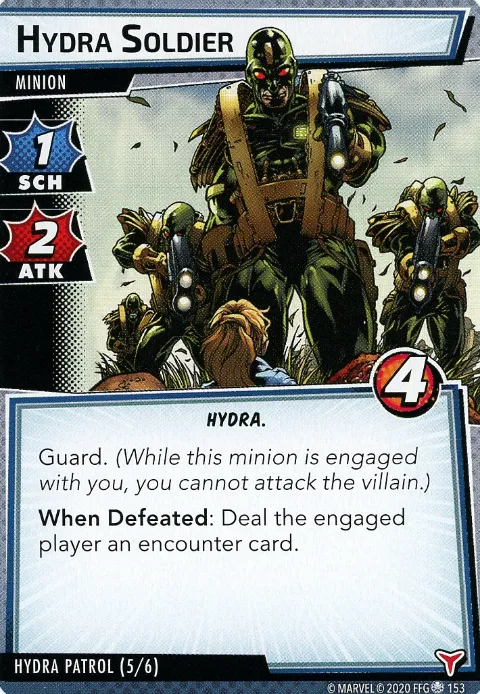 HYDRA SOLDIER
MINION
1
SCH
2
ATK
4
HYDRA.
Guard. (While this minion is engaged
with you, you cannot attack the villain.)
When Defeated: Deal the engaged
player an encounter card.
HYDRA PATROL (5/6)
© MARVEL © 2020 FFG 153